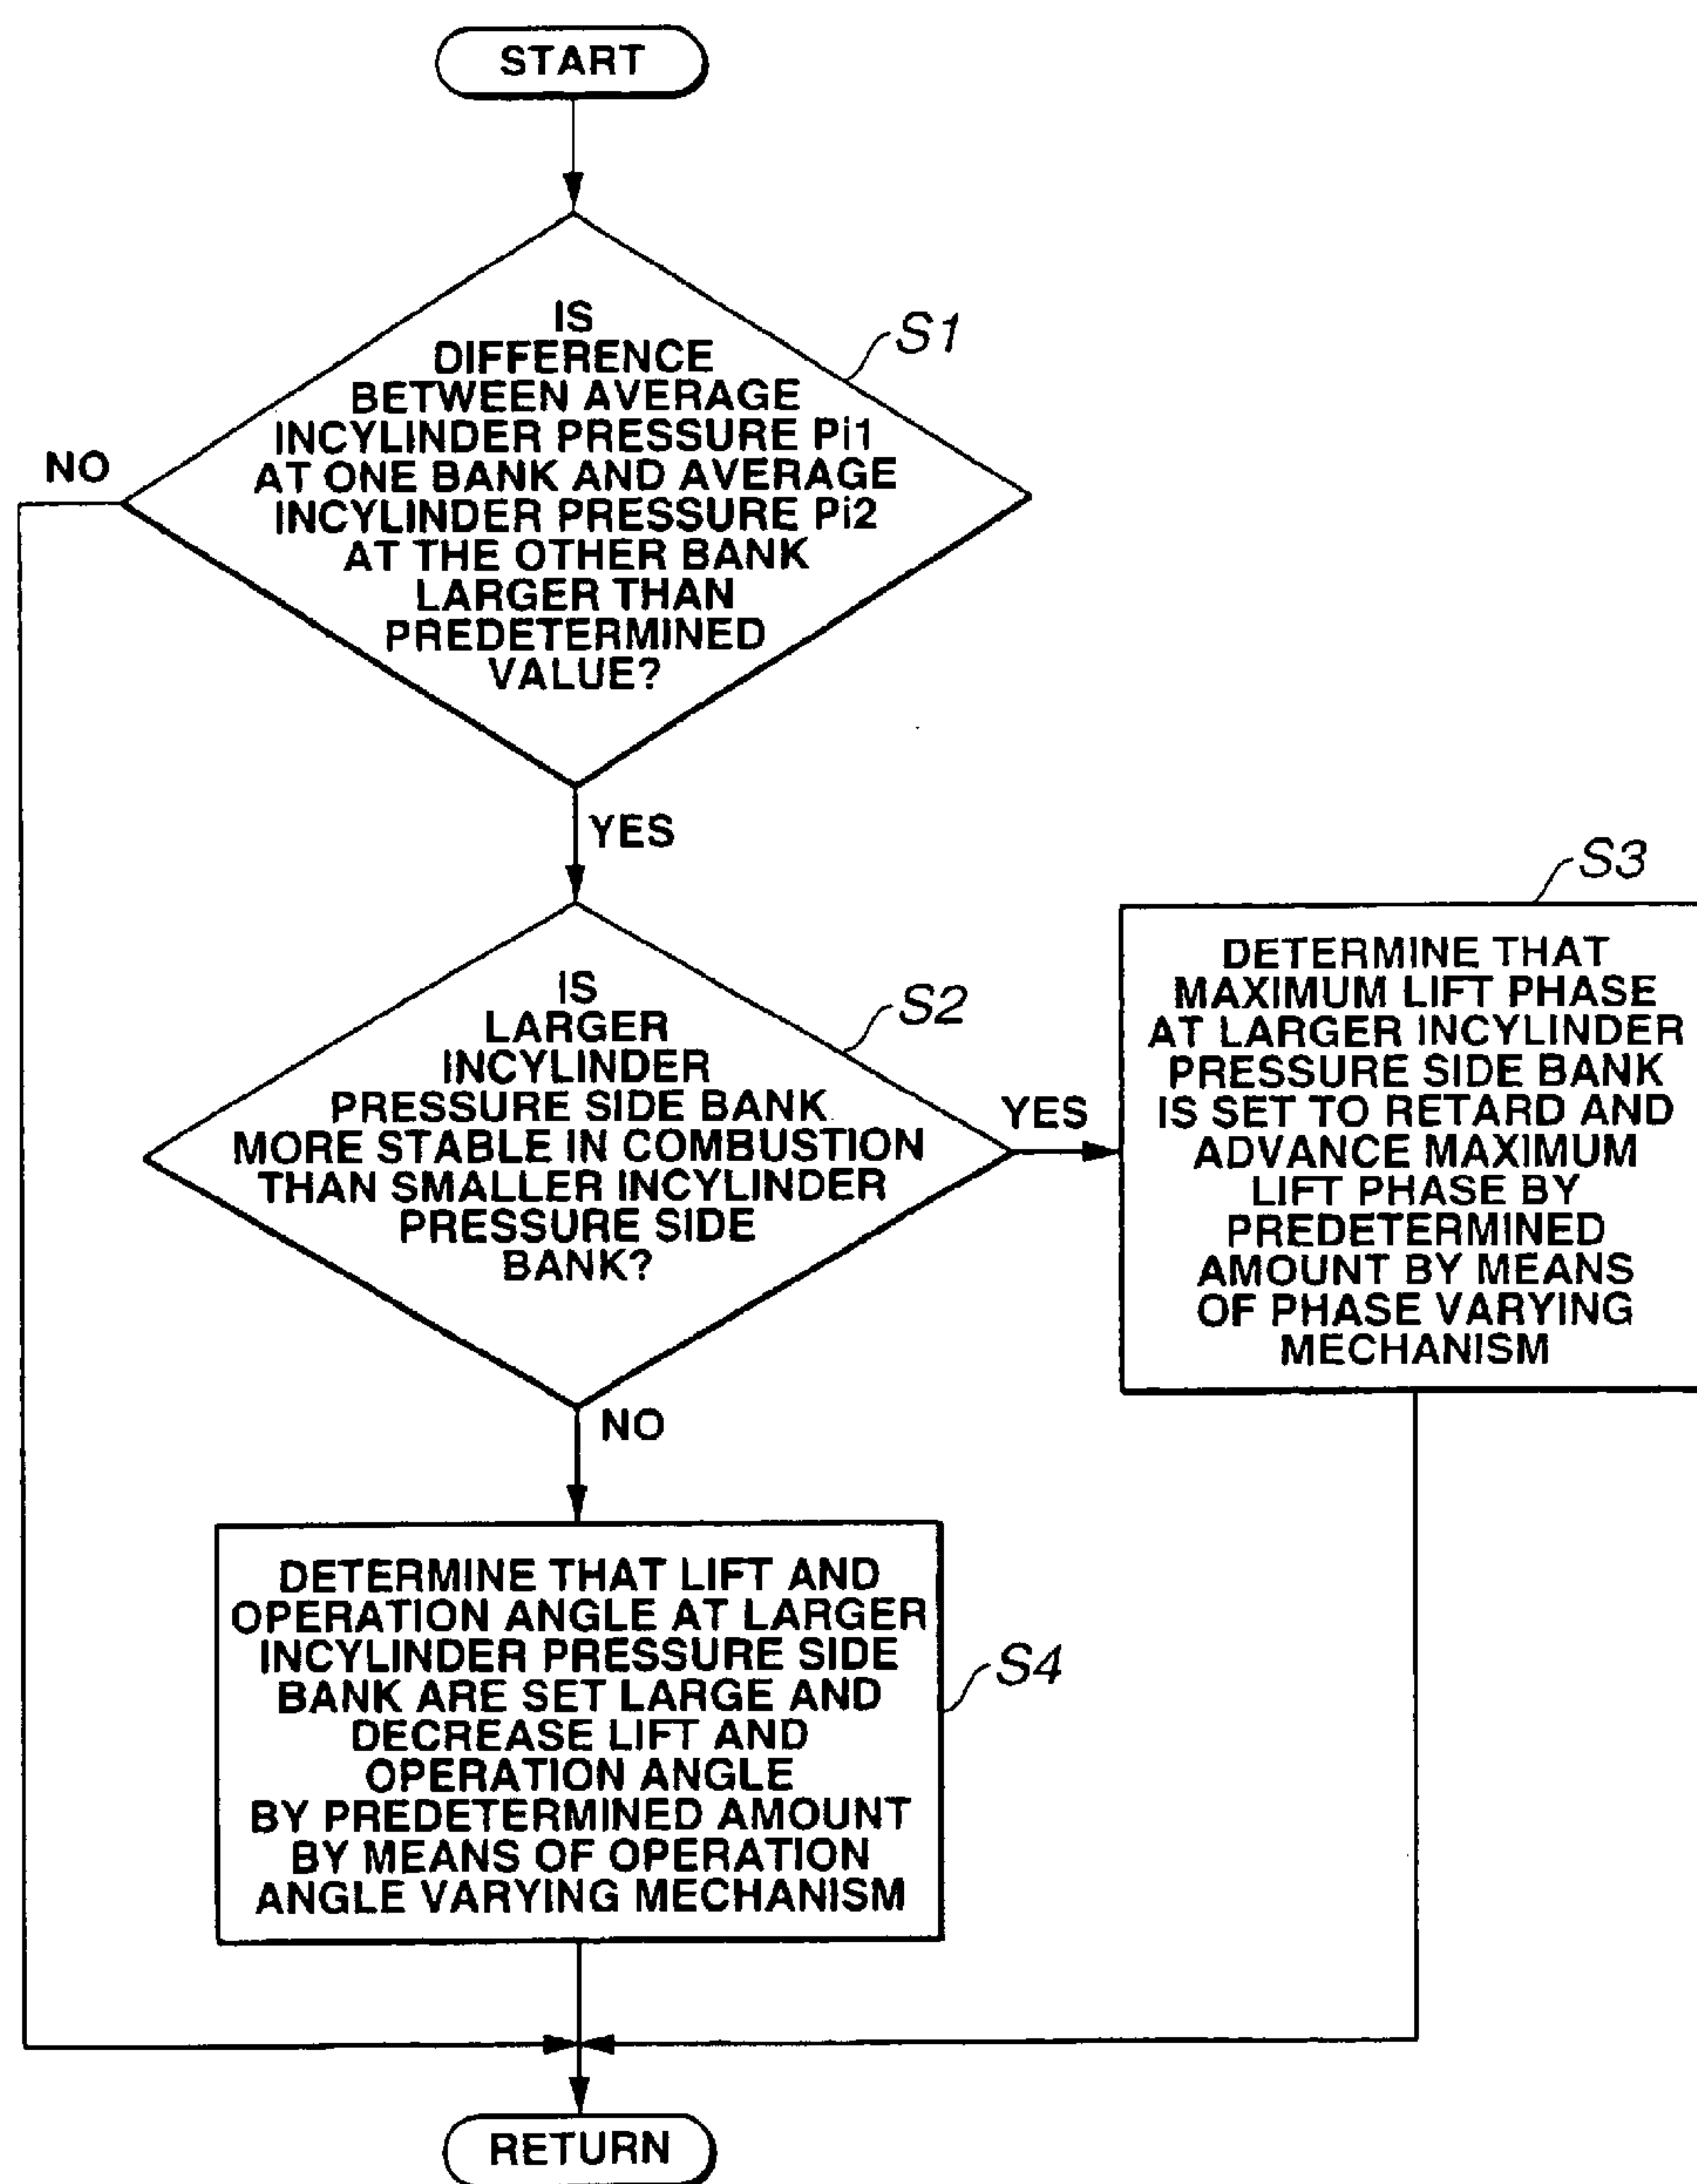 START
IS
DIFFERENCE
BETWEEN AVERAGE
INCYLINDER PRESSURE Pi1
AT ONE BANK AND AVERAGE
INCYLINDER PRESSURE Pi2
AT THE OTHER BANK
LARGER THAN
PREDETERMINED
VALUE?
S1
NO
YES
IS
LARGER
INCYLINDER
PRESSURE SIDE BANK
MORE STABLE IN COMBUSTION
THAN SMALLER INCYLINDER
PRESSURE SIDE
BANK?
S2
YES
S3
DETERMINE THAT
MAXIMUM LIFT PHASE
AT LARGER INCYLINDER
PRESSURE SIDE BANK
IS SET TO RETARD AND
ADVANCE MAXIMUM
LIFT PHASE BY
PREDETERMINED
AMOUNT BY MEANS
OF PHASE VARYING
MECHANISM
NO
DETERMINE THAT LIFT AND
OPERATION ANGLE AT LARGER
INCYLINDER PRESSURE SIDE
BANK ARE SET LARGE AND
DECREASE LIFT AND
OPERATION ANGLE
BY PREDETERMINED AMOUNT
BY MEANS OF OPERATION
ANGLE VARYING MECHANISM
S4
RETURN